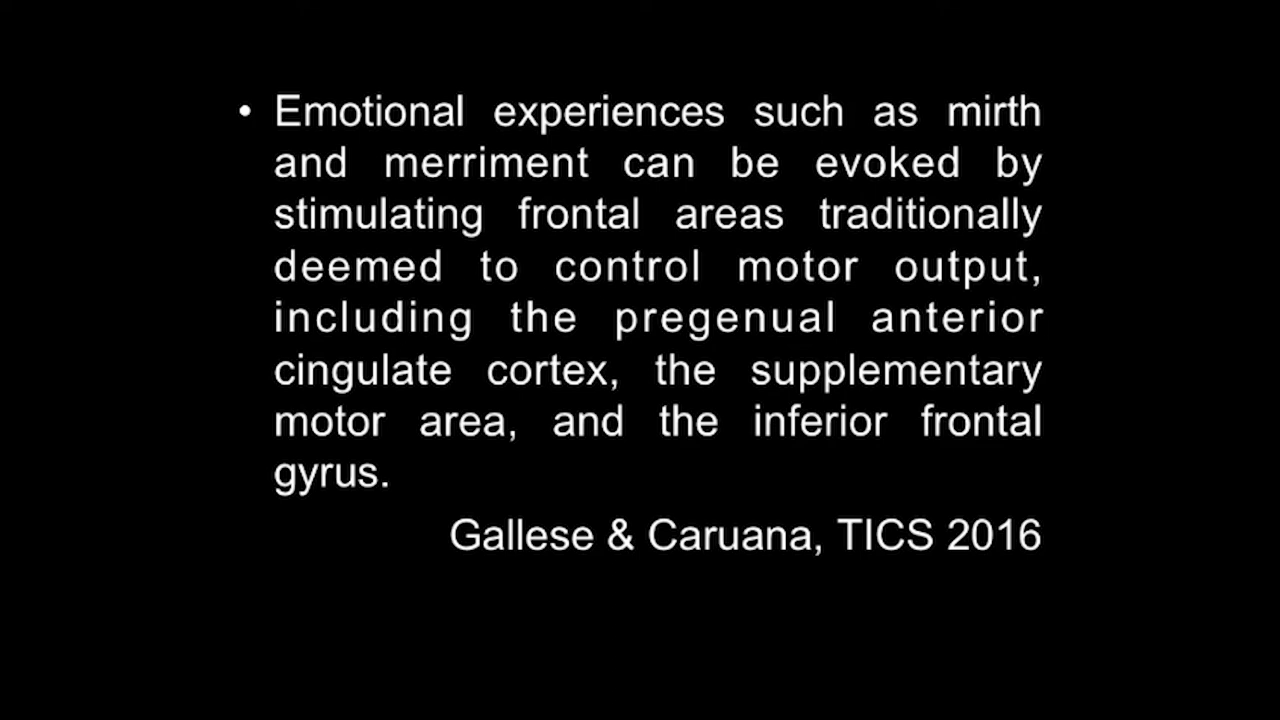 • Emotional experiences such as mirth
and merriment can be evoked by
stimulating frontal areas traditionally
deemed to control motor output,
including the pregenual anterior
cingulate cortex, the supplementary
motor area, and the inferior frontal
gyrus.
Gallese & Caruana, TICS 2016